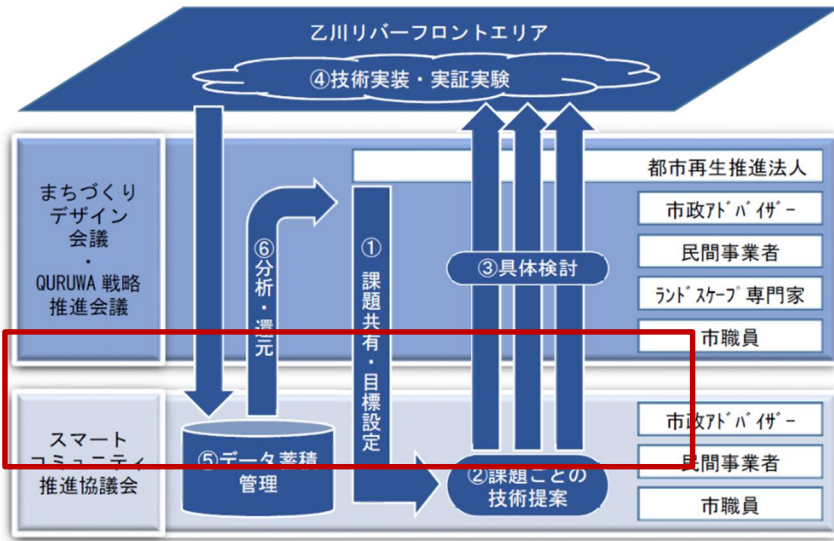 乙川リバーフロントエリア
④技術実装・実証実験
まちづくり
デザイン
会議
・
QURUWA 戦略
推進会議
都市再生推進法人
市政ｱﾄﾞﾊﾞｲｻﾞｰ
民間事業者
ﾗﾝﾄﾞｽｹｰﾌﾟ専門家
市職員
⑥分析・還元
①課題共有・目標設定
③具体検討
スマート
コミュニティ
推進協議会
⑤データ蓄積
管理
②課題ごとの
技術提案
市政ｱﾄﾞﾊﾞｲｻﾞｰ
民間事業者
市職員